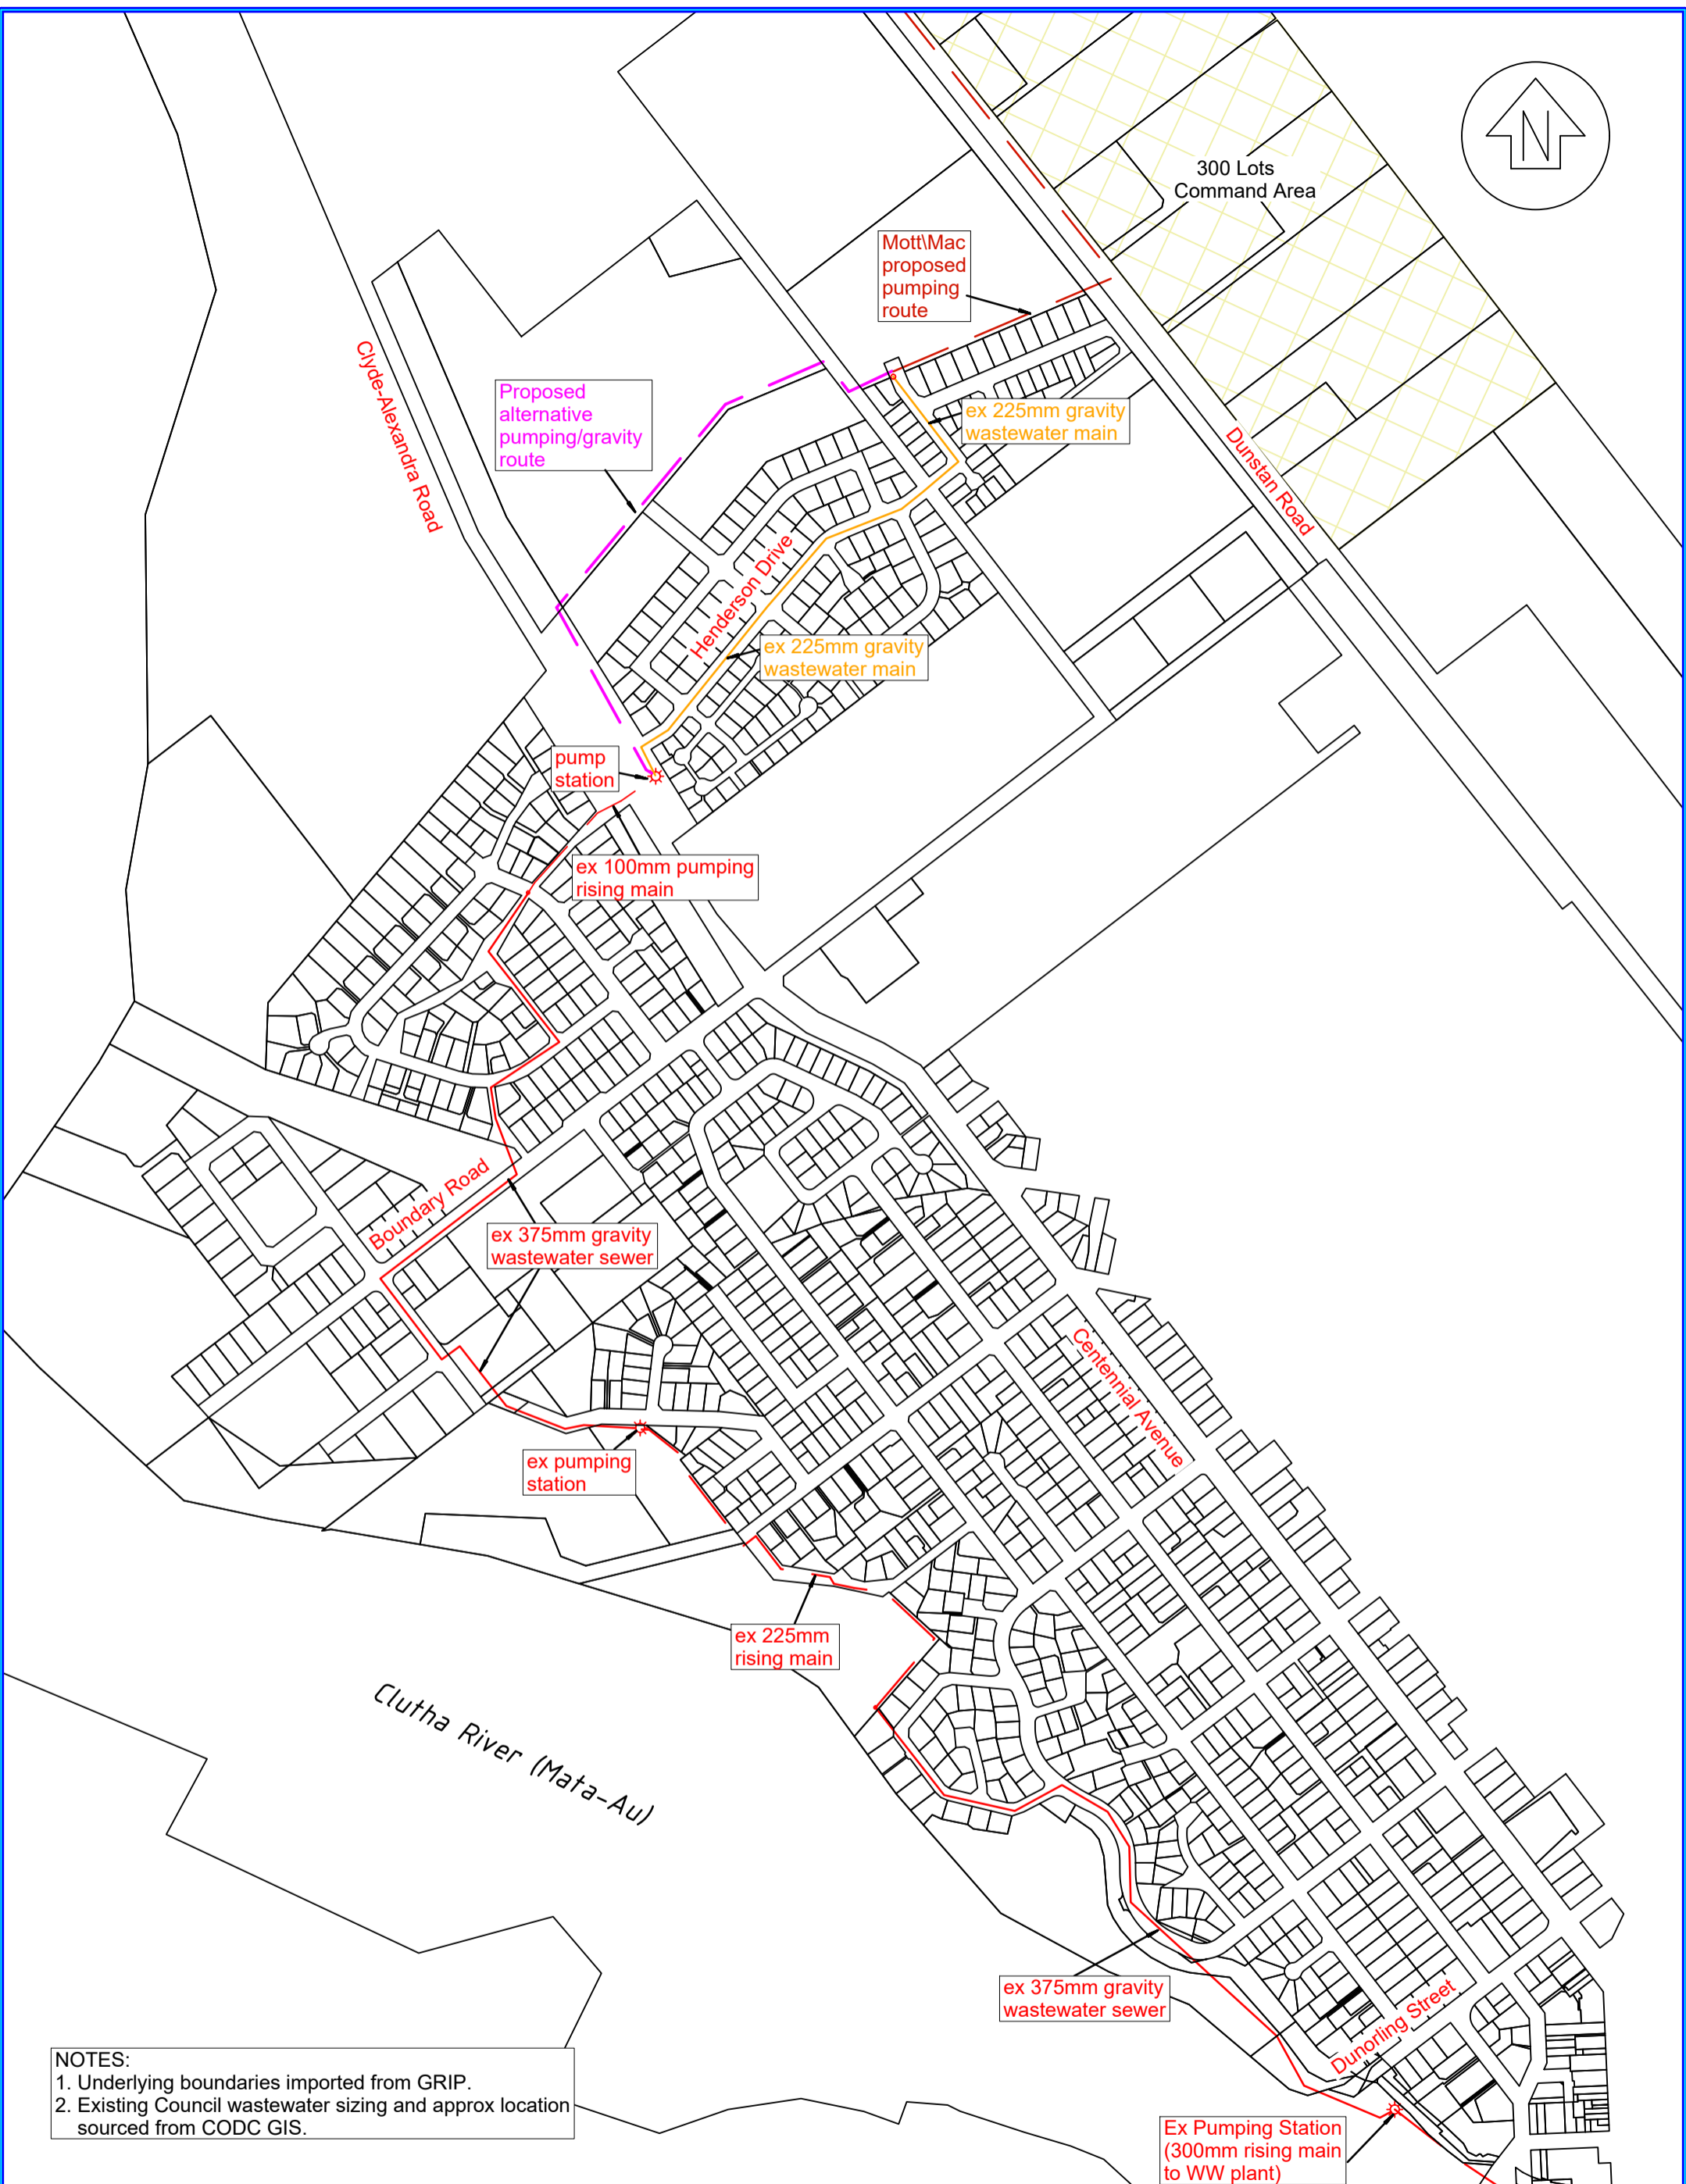 N
300 Lots
Command Area
Mott\Mac
proposed
pumping
route
Clyde-Alexandra Road
Proposed
alternative
pumping/gravity
route
ex 225mm gravity
wastewater main
Dunstan Road
Henderson Drive
ex 225mm gravity
wastewater main
pump
station
ex 100mm pumping
rising main
Boundary Road
ex 375mm gravity
wastewater sewer
Centennial Avenue
ex pumping
station
ex 225mm
rising main
Clutha River (Mata-Au)
ex 375mm gravity
wastewater sewer
Dunorling Street
NOTES:
1. Underlying boundaries imported from GRIP.
2. Existing Council wastewater sizing and approx location
sourced from CODC GIS.
Ex Pumping Station
(300mm rising main
to WW plant)